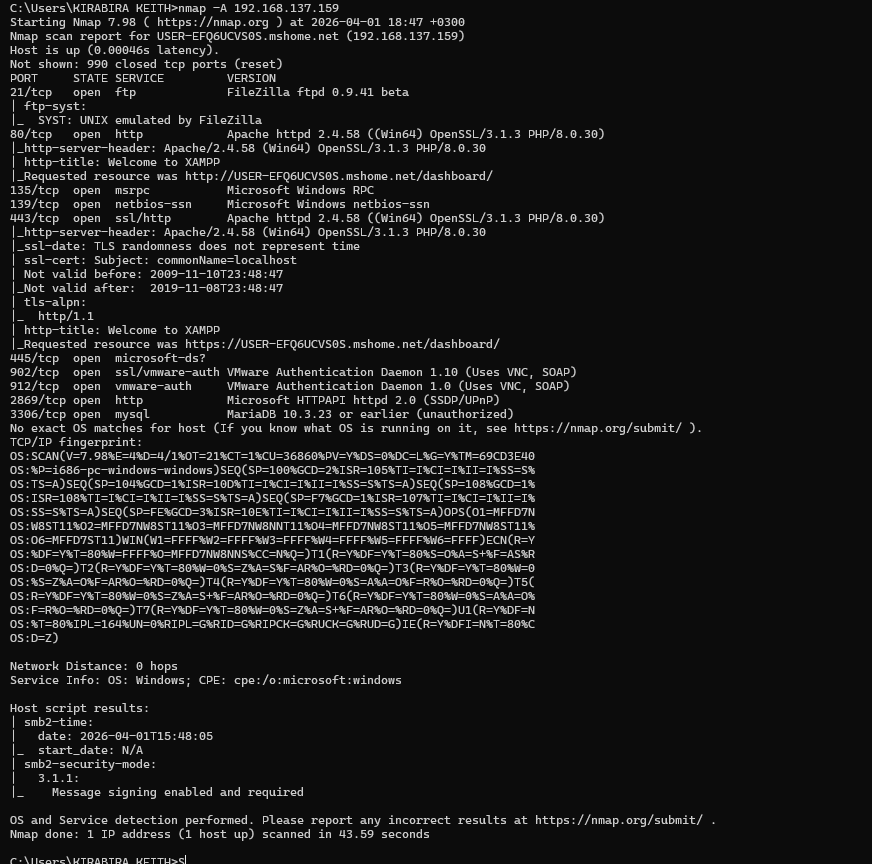 C:\Users\KIRABIRA KEITH>nmap -A 192.168.137.159
Starting Nmap 7.98 ( https://nmap.org ) at 2026-04-01 18:47 +0300
Nmap scan report for USER-EFQ6UCVS0S.mshome.net (192.168.137.159)
Host is up (0.00046s latency).
Not shown: 990 closed tcp ports (reset)
PORT     STATE SERVICE         VERSION
21/tcp   open  ftp             FileZilla ftpd 0.9.41 beta
| ftp-syst:
|_  SYST: UNIX emulated by FileZilla
80/tcp   open  http            Apache httpd 2.4.58 ((Win64) OpenSSL/3.1.3 PHP/8.0.30)
|_http-server-header: Apache/2.4.58 (Win64) OpenSSL/3.1.3 PHP/8.0.30
| http-title: Welcome to XAMPP
|_Requested resource was http://USER-EFQ6UCVS0S.mshome.net/dashboard/
135/tcp  open  msrpc           Microsoft Windows RPC
139/tcp  open  netbios-ssn     Microsoft Windows netbios-ssn
443/tcp  open  ssl/http        Apache httpd 2.4.58 ((Win64) OpenSSL/3.1.3 PHP/8.0.30)
|_http-server-header: Apache/2.4.58 (Win64) OpenSSL/3.1.3 PHP/8.0.30
|_ssl-date: TLS randomness does not represent time
| ssl-cert: Subject: commonName=localhost
| Not valid before: 2009-11-10T23:48:47
|_Not valid after:  2019-11-08T23:48:47
| tls-alpn:
|_  http/1.1
| http-title: Welcome to XAMPP
|_Requested resource was https://USER-EFQ6UCVS0S.mshome.net/dashboard/
445/tcp  open  microsoft-ds?
902/tcp  open  ssl/vmware-auth VMware Authentication Daemon 1.10 (Uses VNC, SOAP)
912/tcp  open  vmware-auth     VMware Authentication Daemon 1.0 (Uses VNC, SOAP)
2869/tcp open  http            Microsoft HTTPAPI httpd 2.0 (SSDP/UPnP)
3306/tcp open  mysql           MariaDB 10.3.23 or earlier (unauthorized)
No exact OS matches for host (If you know what OS is running on it, see https://nmap.org/submit/ ).
TCP/IP fingerprint:
OS:SCAN(V=7.98%E=4%D=4/1%OT=21%CT=1%CU=36860%PV=Y%DS=0%DC=L%G=Y%TM=69CD3E40
OS:%P=i686-pc-windows-windows)SEQ(SP=100%GCD=2%ISR=105%TI=I%CI=I%II=I%SS=S%
OS:TS=A)SEQ(SP=104%GCD=1%ISR=10D%TI=I%CI=I%II=I%SS=S%TS=A)SEQ(SP=108%GCD=1%
OS:ISR=108%TI=I%CI=I%II=I%SS=S%TS=A)SEQ(SP=F7%GCD=1%ISR=107%TI=I%CI=I%II=I%
OS:SS=S%TS=A)SEQ(SP=FE%GCD=3%ISR=10E%TI=I%CI=I%II=I%SS=S%TS=A)OPS(O1=MFFD7N
OS:W8ST11%O2=MFFD7NW8ST11%O3=MFFD7NW8NNT11%O4=MFFD7NW8ST11%O5=MFFD7NW8ST11%
OS:O6=MFFD7ST11)WIN(W1=FFFF%W2=FFFF%W3=FFFF%W4=FFFF%W5=FFFF%W6=FFFF)ECN(R=Y
OS:%DF=Y%T=80%W=FFFF%O=MFFD7NW8NNS%CC=N%Q=)T1(R=Y%DF=Y%T=80%S=O%A=S+%F=AS%R
OS:D=0%Q=)T2(R=Y%DF=Y%T=80%W=0%S=Z%A=S%F=AR%O=%RD=0%Q=)T3(R=Y%DF=Y%T=80%W=0
OS:%S=Z%A=O%F=AR%O=%RD=0%Q=)T4(R=Y%DF=Y%T=80%W=0%S=A%A=O%F=R%O=%RD=0%Q=)T5(
OS:R=Y%DF=Y%T=80%W=0%S=Z%A=S+%F=AR%O=%RD=0%Q=)T6(R=Y%DF=Y%T=80%W=0%S=A%A=O%
OS:F=R%O=%RD=0%Q=)T7(R=Y%DF=Y%T=80%W=0%S=Z%A=S+%F=AR%O=%RD=0%Q=)U1(R=Y%DF=N
OS:%T=80%IPL=164%UN=0%RIPL=G%RID=G%RIPCK=G%RUCK=G%RUD=G)IE(R=Y%DFI=N%T=80%C
OS:D=Z)

Network Distance: 0 hops
Service Info: OS: Windows; CPE: cpe:/o:microsoft:windows

Host script results:
| smb2-time:
|   date: 2026-04-01T15:48:05
|_  start_date: N/A
| smb2-security-mode:
|   3.1.1:
|_    Message signing enabled and required

OS and Service detection performed. Please report any incorrect results at https://nmap.org/submit/ .
Nmap done: 1 IP address (1 host up) scanned in 43.59 seconds

C:\Users\KIRABIRA KEITH>S